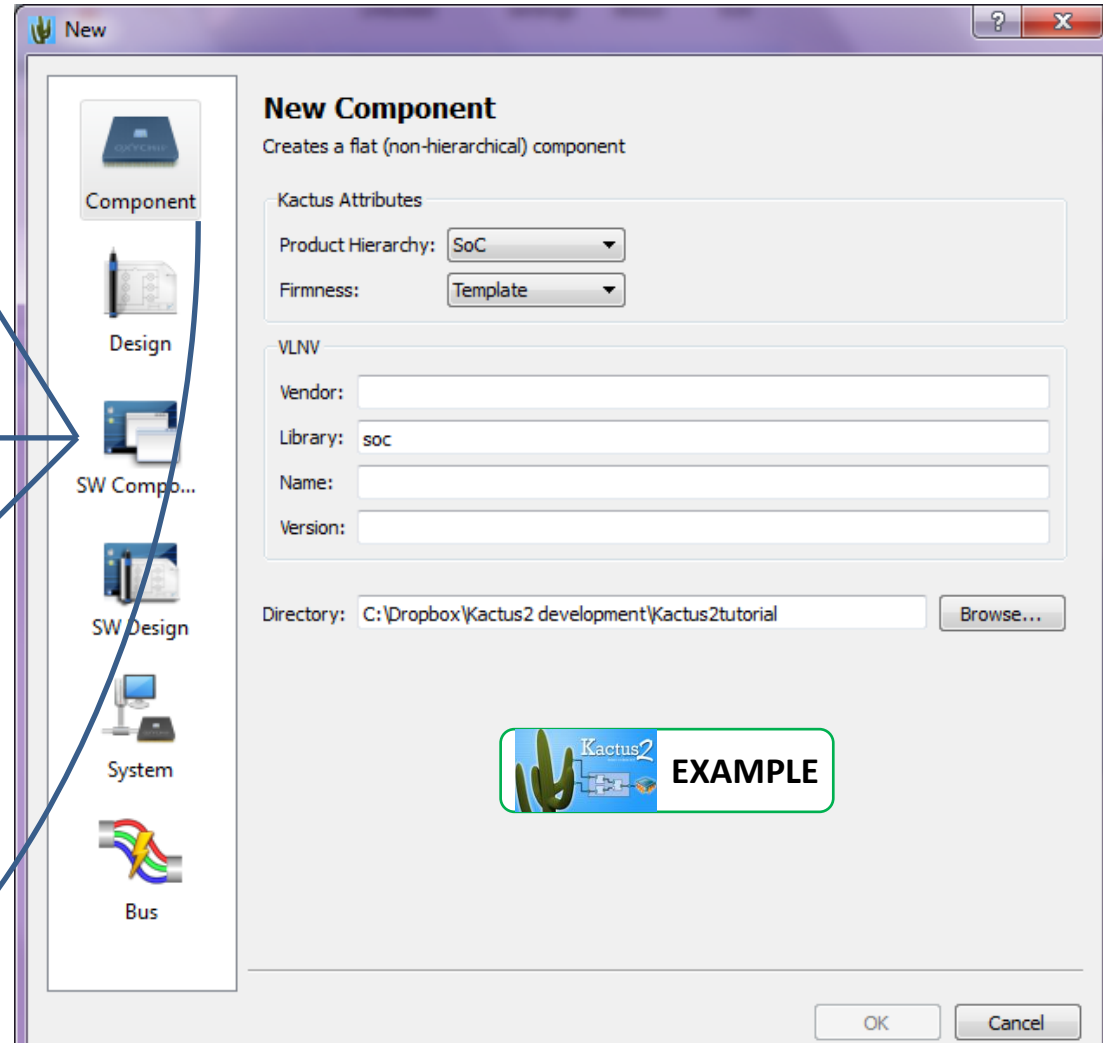 New
?
X
OXYCHIP
Component
Design
SW Compo...
SW Design
System
Bus
New Component
Creates a flat (non-hierarchical) component
Kactus Attributes
Product Hierarchy: SoC
Firmness: Template
VLNV
Vendor:
Library: soc
Name:
Version:
Directory: C:\Dropbox\Kactus2 development\Kactus2tutorial Browse...
Kactus2
EXAMPLE
OK Cancel